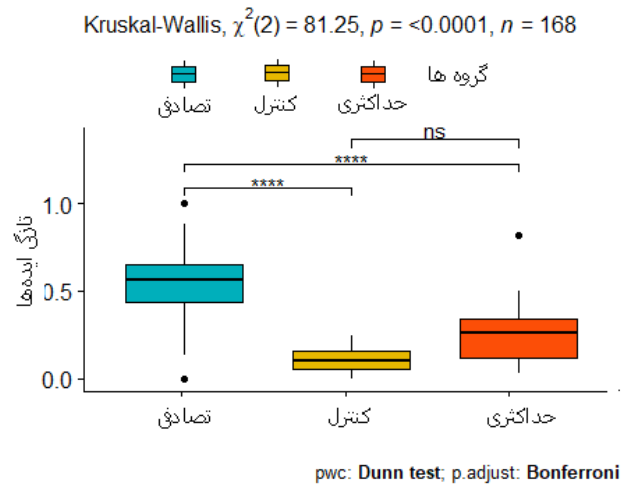 Kruskal-Wallis, χ²(2) = 81.25, p = <0.0001, n = 168
گروه ها
تصادفی کنترل حداکثری
ns
****
****
تازگی ایده‌ها
1.0
0.5
0.0
تصادفی کنترل حداکثری
pwc: Dunn test; p.adjust: Bonferroni